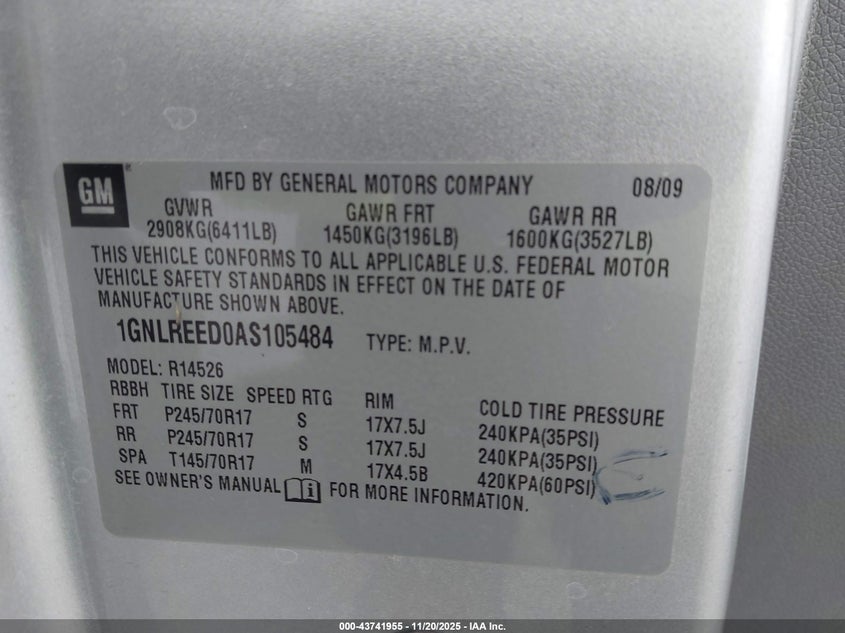 GM
MFD BY GENERAL MOTORS COMPANY 08/09
GVWR GAWR FRT GAWR RR
2908KG(6411LB) 1450KG(3196LB) 1600KG(3527LB)
THIS VEHICLE CONFORMS TO ALL APPLICABLE U.S. FEDERAL MOTOR
VEHICLE SAFETY STANDARDS IN EFFECT ON THE DATE OF
MANUFACTURE SHOWN ABOVE.
1GNLREED0AS105484 TYPE: M.P.V.
MODEL: R14526
RBBH TIRE SIZE SPEED RTG RIM COLD TIRE PRESSURE
FRT P245/70R17 S 17X7.5J 240KPA(35PSI)
RR P245/70R17 S 17X7.5J 240KPA(35PSI)
SPA T145/70R17 M 17X4.5B 420KPA(60PSI)
SEE OWNER'S MANUAL FOR MORE INFORMATION.
000-43741955 - 11/20/2025 - IAA Inc.